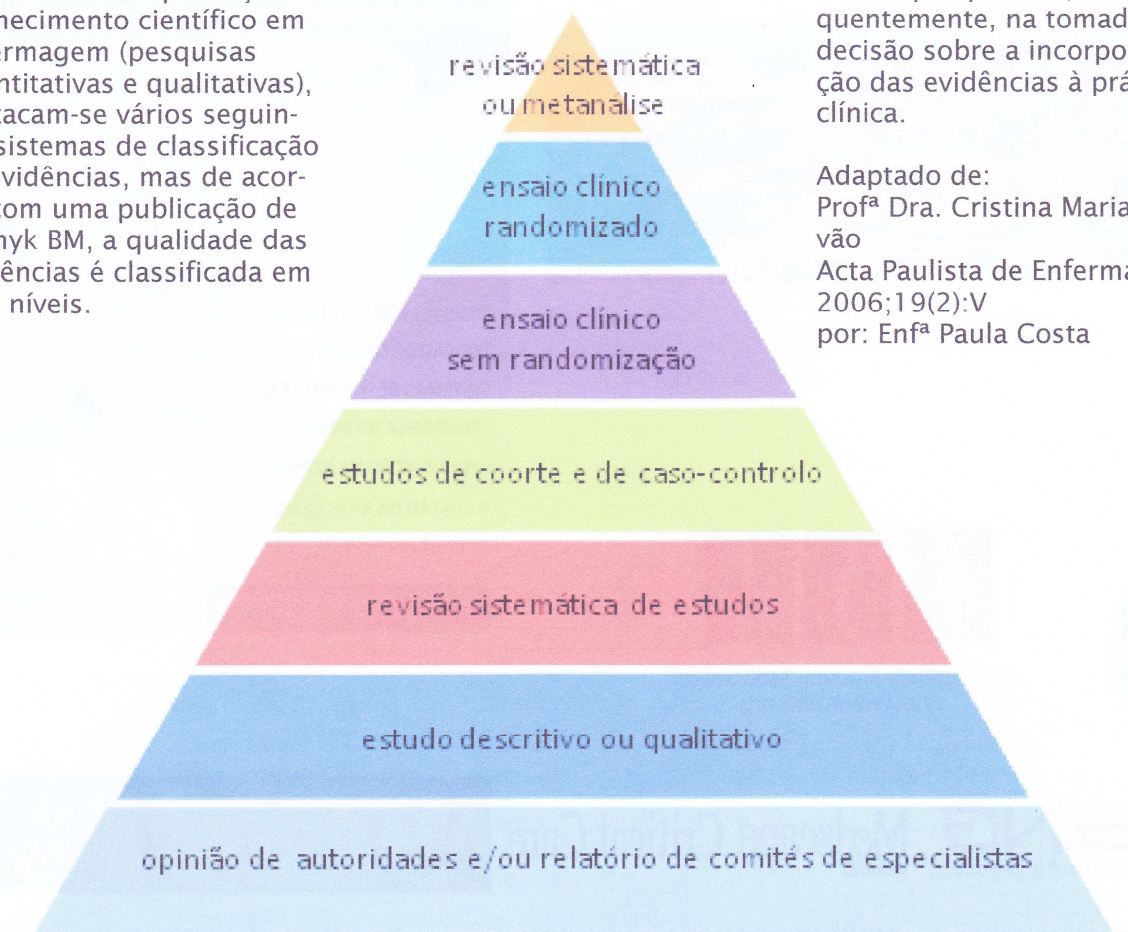 hecimento científico em
ermagem (pesquisas
ntitativas e qualitativas),
tacam-se vários seguin-
sistemas de classificação
vidências, mas de acor-
com uma publicação de
nyk BM, a qualidade das
ências é classificada em
níveis.
revisão sistemática
ou metanálise
ensaio clínico
randomizado
ensaio clínico
sem randomização
estudos de coorte e de caso-controlo
revisão sistemática de estudos
estudo descritivo ou qualitativo
opinião de autoridades e/ou relatório de comités de especialistas
quentemente, na tomad
decisão sobre a incorpo
ção das evidências à prá
clínica.
Adaptado de:
Profª Dra. Cristina Maria
vão
Acta Paulista de Enferma
2006;19(2):V
por: Enfª Paula Costa